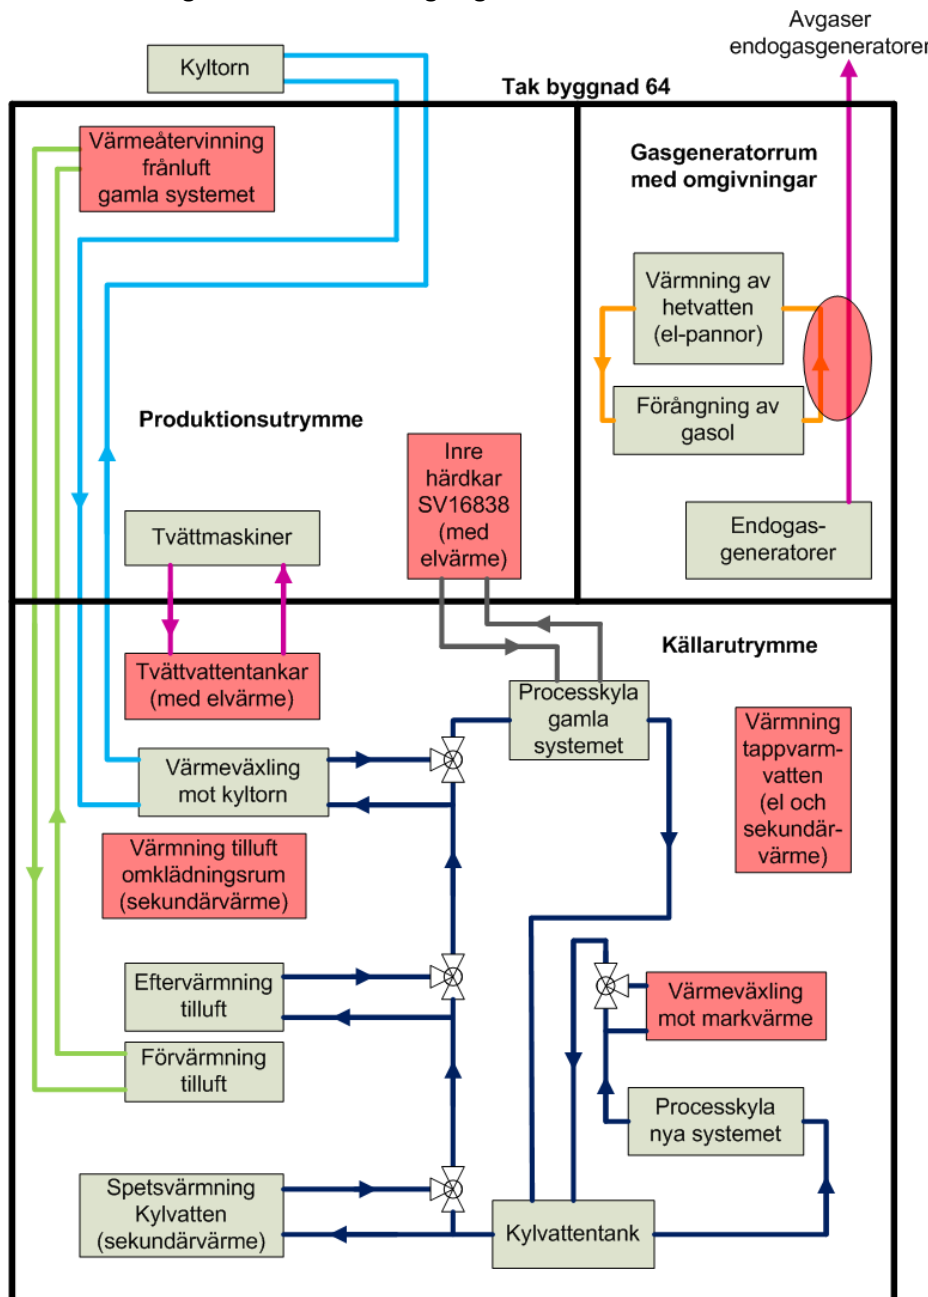 Avgaser
endogasgeneratorer
Kyltorn
Tak byggnad 64
Värmeåtervinning
frånluft
gamla systemet
Gasgeneratorrum
med omgivningar
Värmning av
hetvatten
(el-pannor)
Förångning av
gasol
Produktionsutrymme
Inre
härdkar
SV16838
(med
elvärme)
Tvättmaskiner
Endogas-
generatorer
Källarutrymme
Tvättvattentankar
(med elvärme)
Processkyla
gamla
systemet
Värmning
tappvarm-
vatten
(el och
sekundär-
värme)
Värmeväxling
mot kyltorn
Värmning tilluft
omklädningsrum
(sekundärvärme)
Eftervärmning
tilluft
Värmeväxling
mot markvärme
Förvärmning
tilluft
Processkyla
nya systemet
Spetsvärmning
Kylvatten
(sekundärvärme)
Kylvattentank